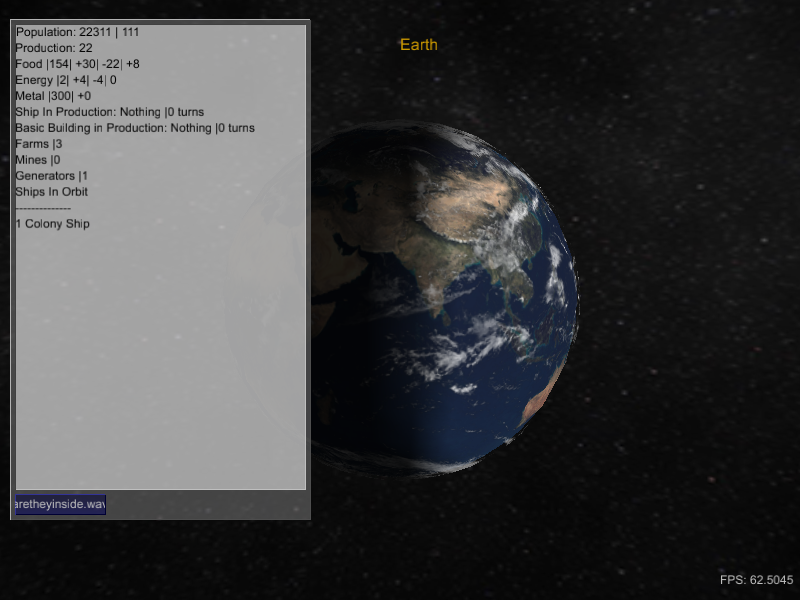 Population: 22311 | 111
Production: 22
Food |154| +30| -22| +8
Energy |2| +4| -4| 0
Metal |300| +0
Ship In Production: Nothing |0 turns
Basic Building in Production: Nothing |0 turns
Farms |3
Mines |0
Generators |1
Ships In Orbit
--------------
1 Colony Ship
Earth
aretheyinside.wav
FPS: 62.5045